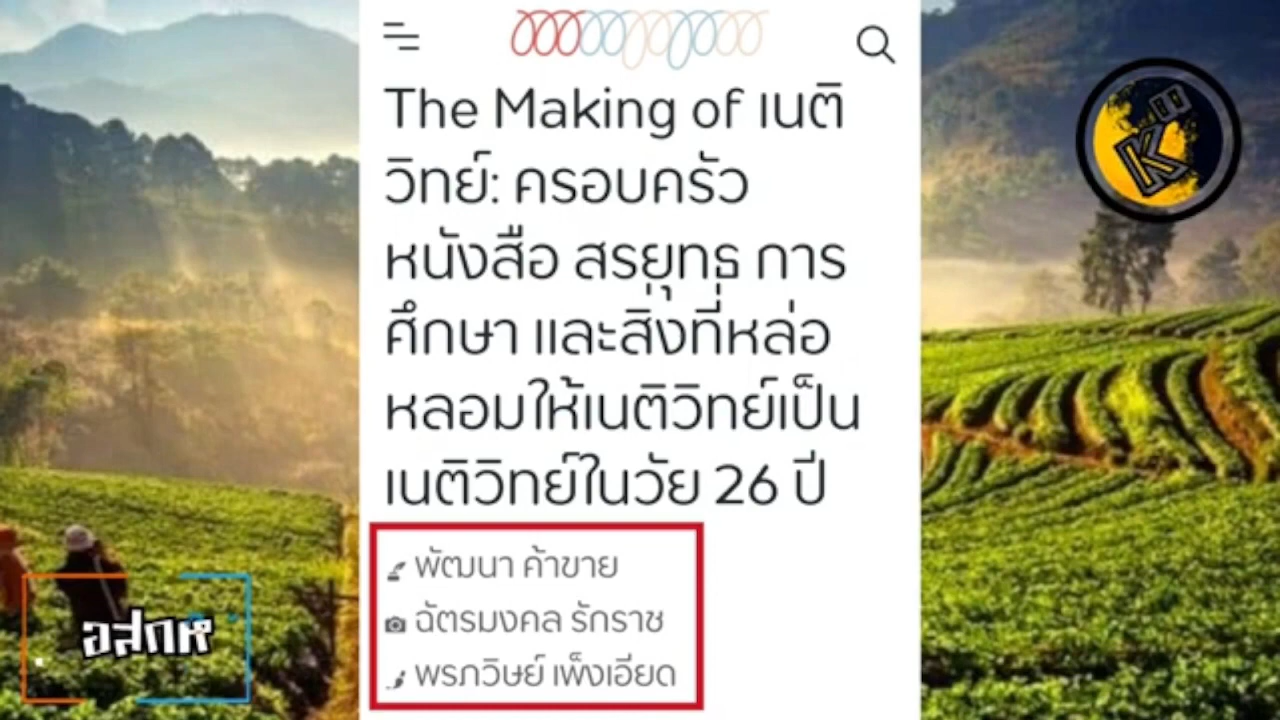 The Making of เนติ
วิทย์: ครอบครัว
หนังสือ สรยุทธ การ
ศึกษา และสิ่งที่หล่อ
หลอมให้เนติวิทย์เป็น
เนติวิทย์ในวัย 26 ปี
พัฒนา ค้าขาย
ฉัตรมงคล รักราช
พรภวิษย์ เพ็งเอียด
อสทห์
K